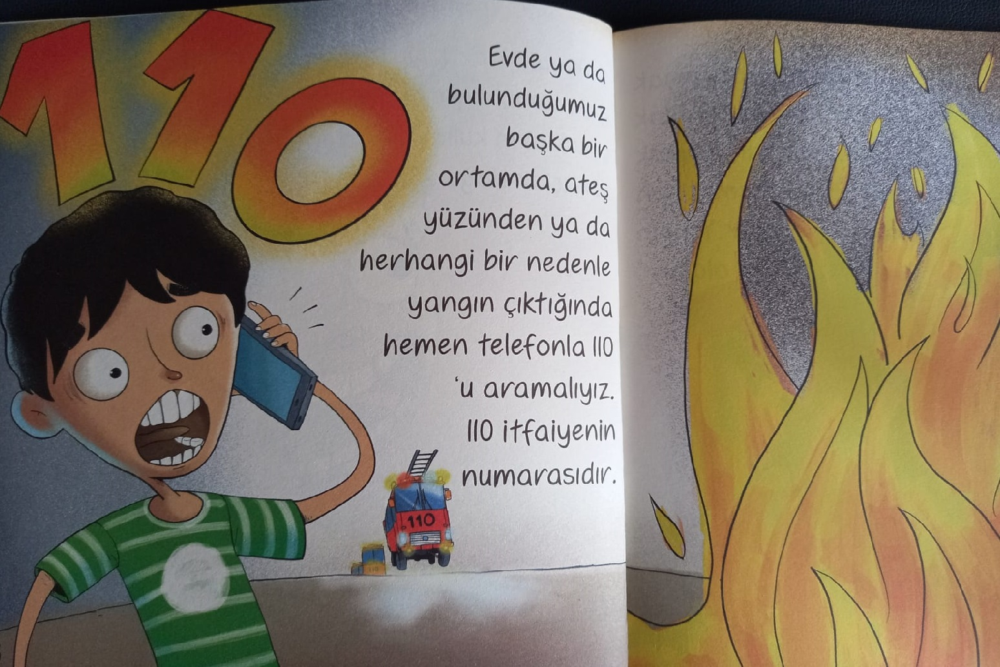 110
Evde ya da
bulunduğumuz
başka bir
ortamda, ateş
yüzünden ya da
herhangi bir nedenle
yangın çıktığında
hemen telefonla 110
'u aramalıyız.
110 itfaiyenin
numarasıdır.
110